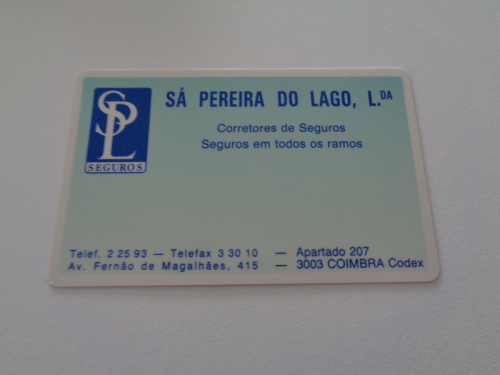 SPL
SEGUROS
SÁ PEREIRA DO LAGO, L.DA
Corretores de Seguros
Seguros em todos os ramos
Telef. 2 25 93 — Telefax 3 30 10 — Apartado 207
Av. Fernão de Magalhães, 415 — 3003 COIMBRA Codex